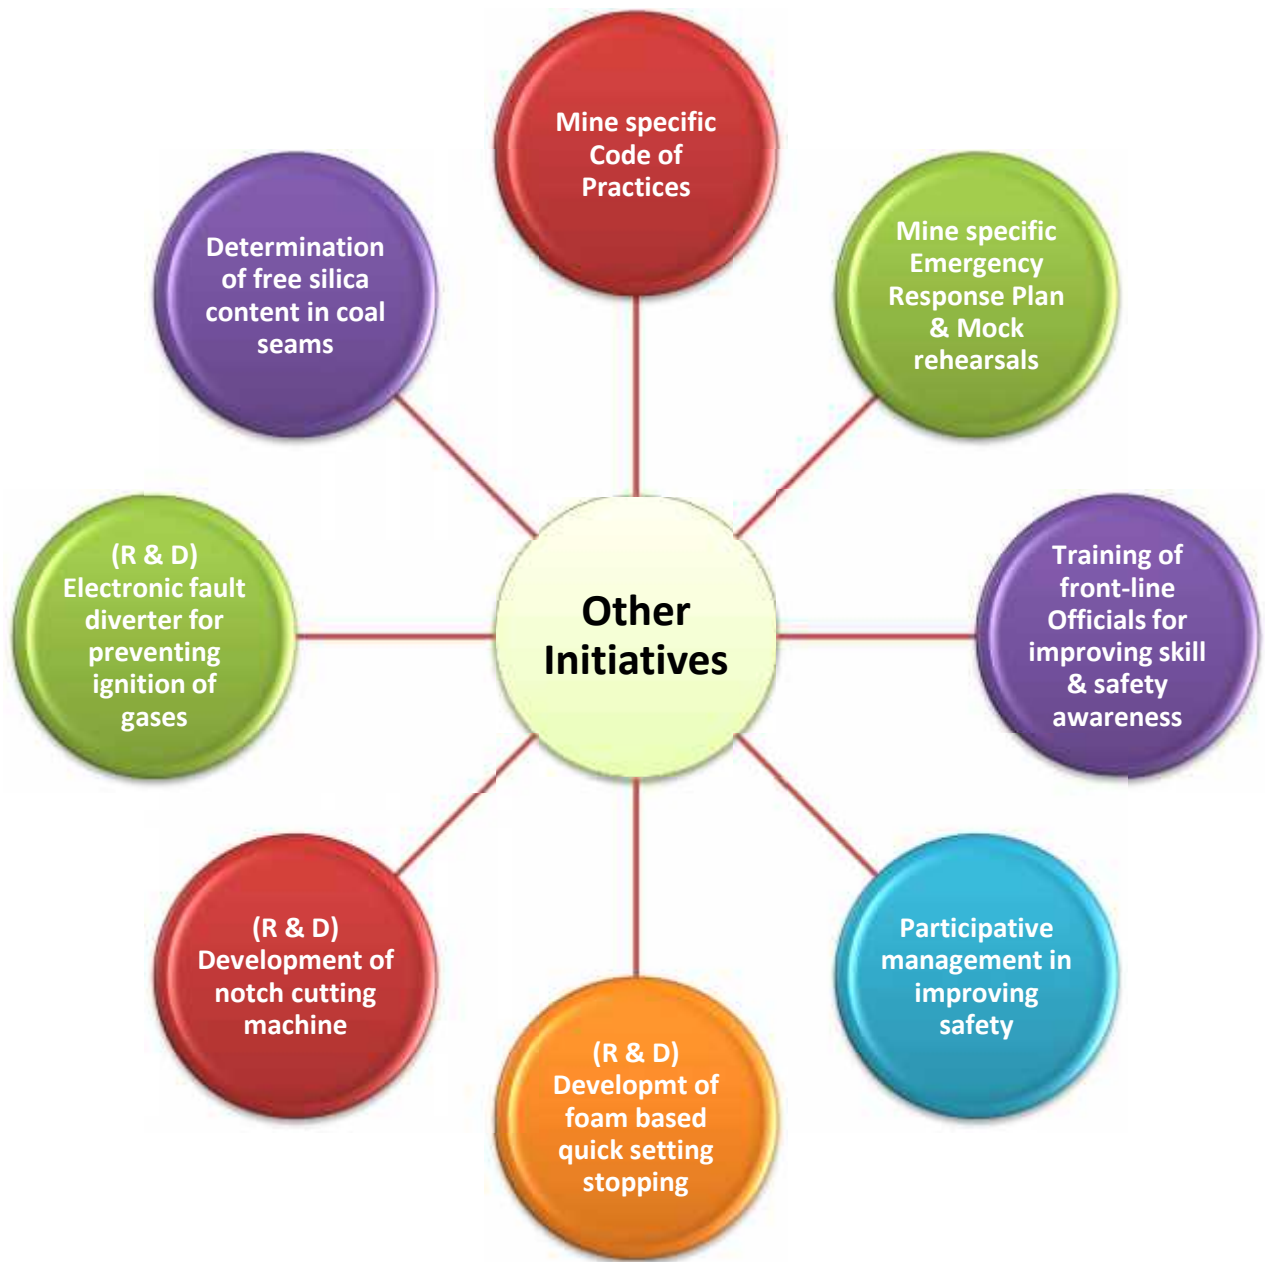 Mine specific
Code of
Practices
Mine specific
Emergency
Response Plan
& Mock
rehearsals
Training of
front-line
Officials for
improving skill
& safety
awareness
Participative
management in
improving
safety
(R & D)
Developmt of
foam based
quick setting
stopping
(R & D)
Development of
notch cutting
machine
(R & D)
Electronic fault
diverter for
preventing
ignition of
gases
Determination
of free silica
content in coal
seams
Other
Initiatives